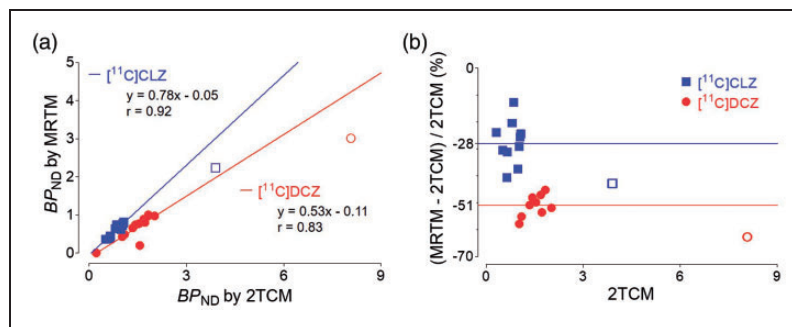 (a)
5
4
3
2
1
0
BP_ND by MRTM
[¹¹C]CLZ
y = 0.78x - 0.05
r = 0.92
[¹¹C]DCZ
y = 0.53x - 0.11
r = 0.83
0 3 6 9
BP_ND by 2TCM
(b)
0
-28
-51
-70
(MRTM - 2TCM) / 2TCM (%)
[¹¹C]CLZ
[¹¹C]DCZ
0 3 6 9
2TCM